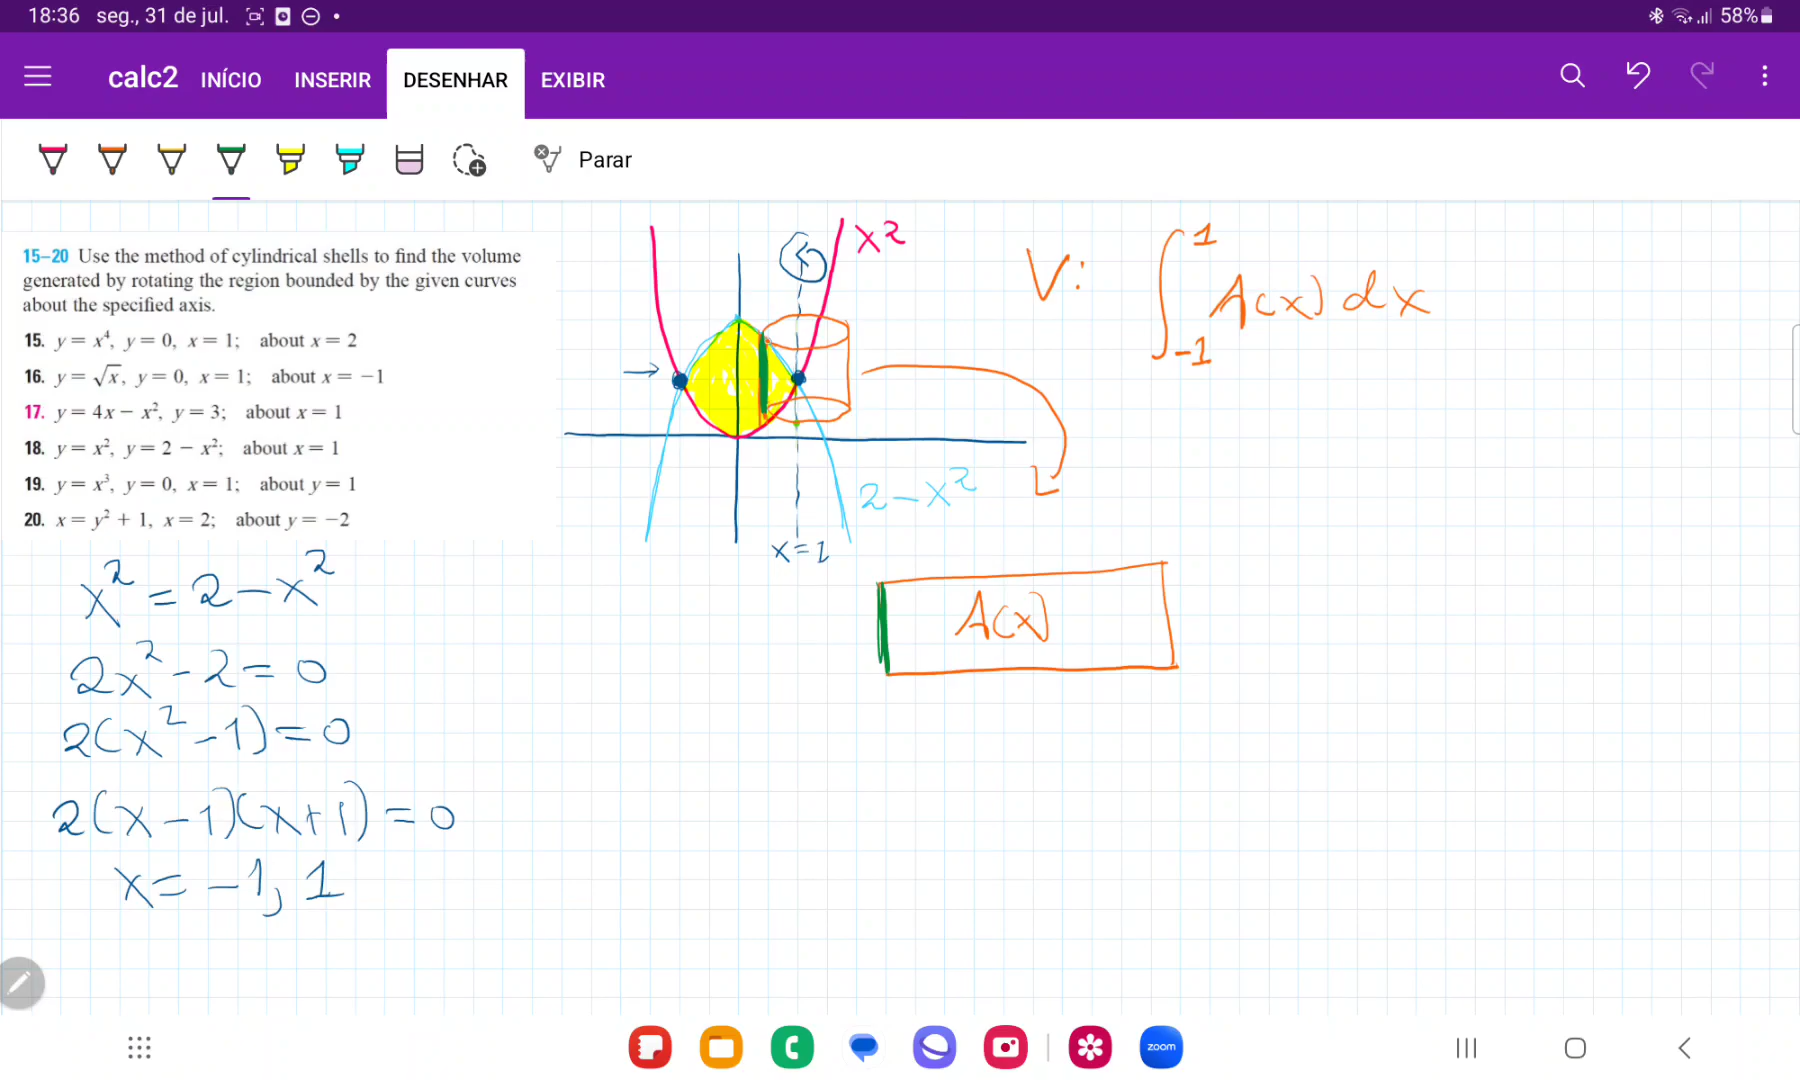 18:36 seg., 31 de jul. 58%
calc2 INÍCIO INSERIR DESENHAR EXIBIR
Parar
15–20 Use the method of cylindrical shells to find the volume
generated by rotating the region bounded by the given curves
about the specified axis.
15. y = x⁴, y = 0, x = 1; about x = 2
16. y = √x, y = 0, x = 1; about x = −1
17. y = 4x − x², y = 3; about x = 1
18. y = x², y = 2 − x²; about x = 1
19. y = x³, y = 0, x = 1; about y = 1
20. x = y² + 1, x = 2; about y = −2
x² = 2 − x²
2x² − 2 = 0
2(x² − 1) = 0
2(x − 1)(x + 1) = 0
x = −1, 1
x²
2 − x²
x = 1
V: ∫₋₁¹ A(x) dx
A(x)
zoom